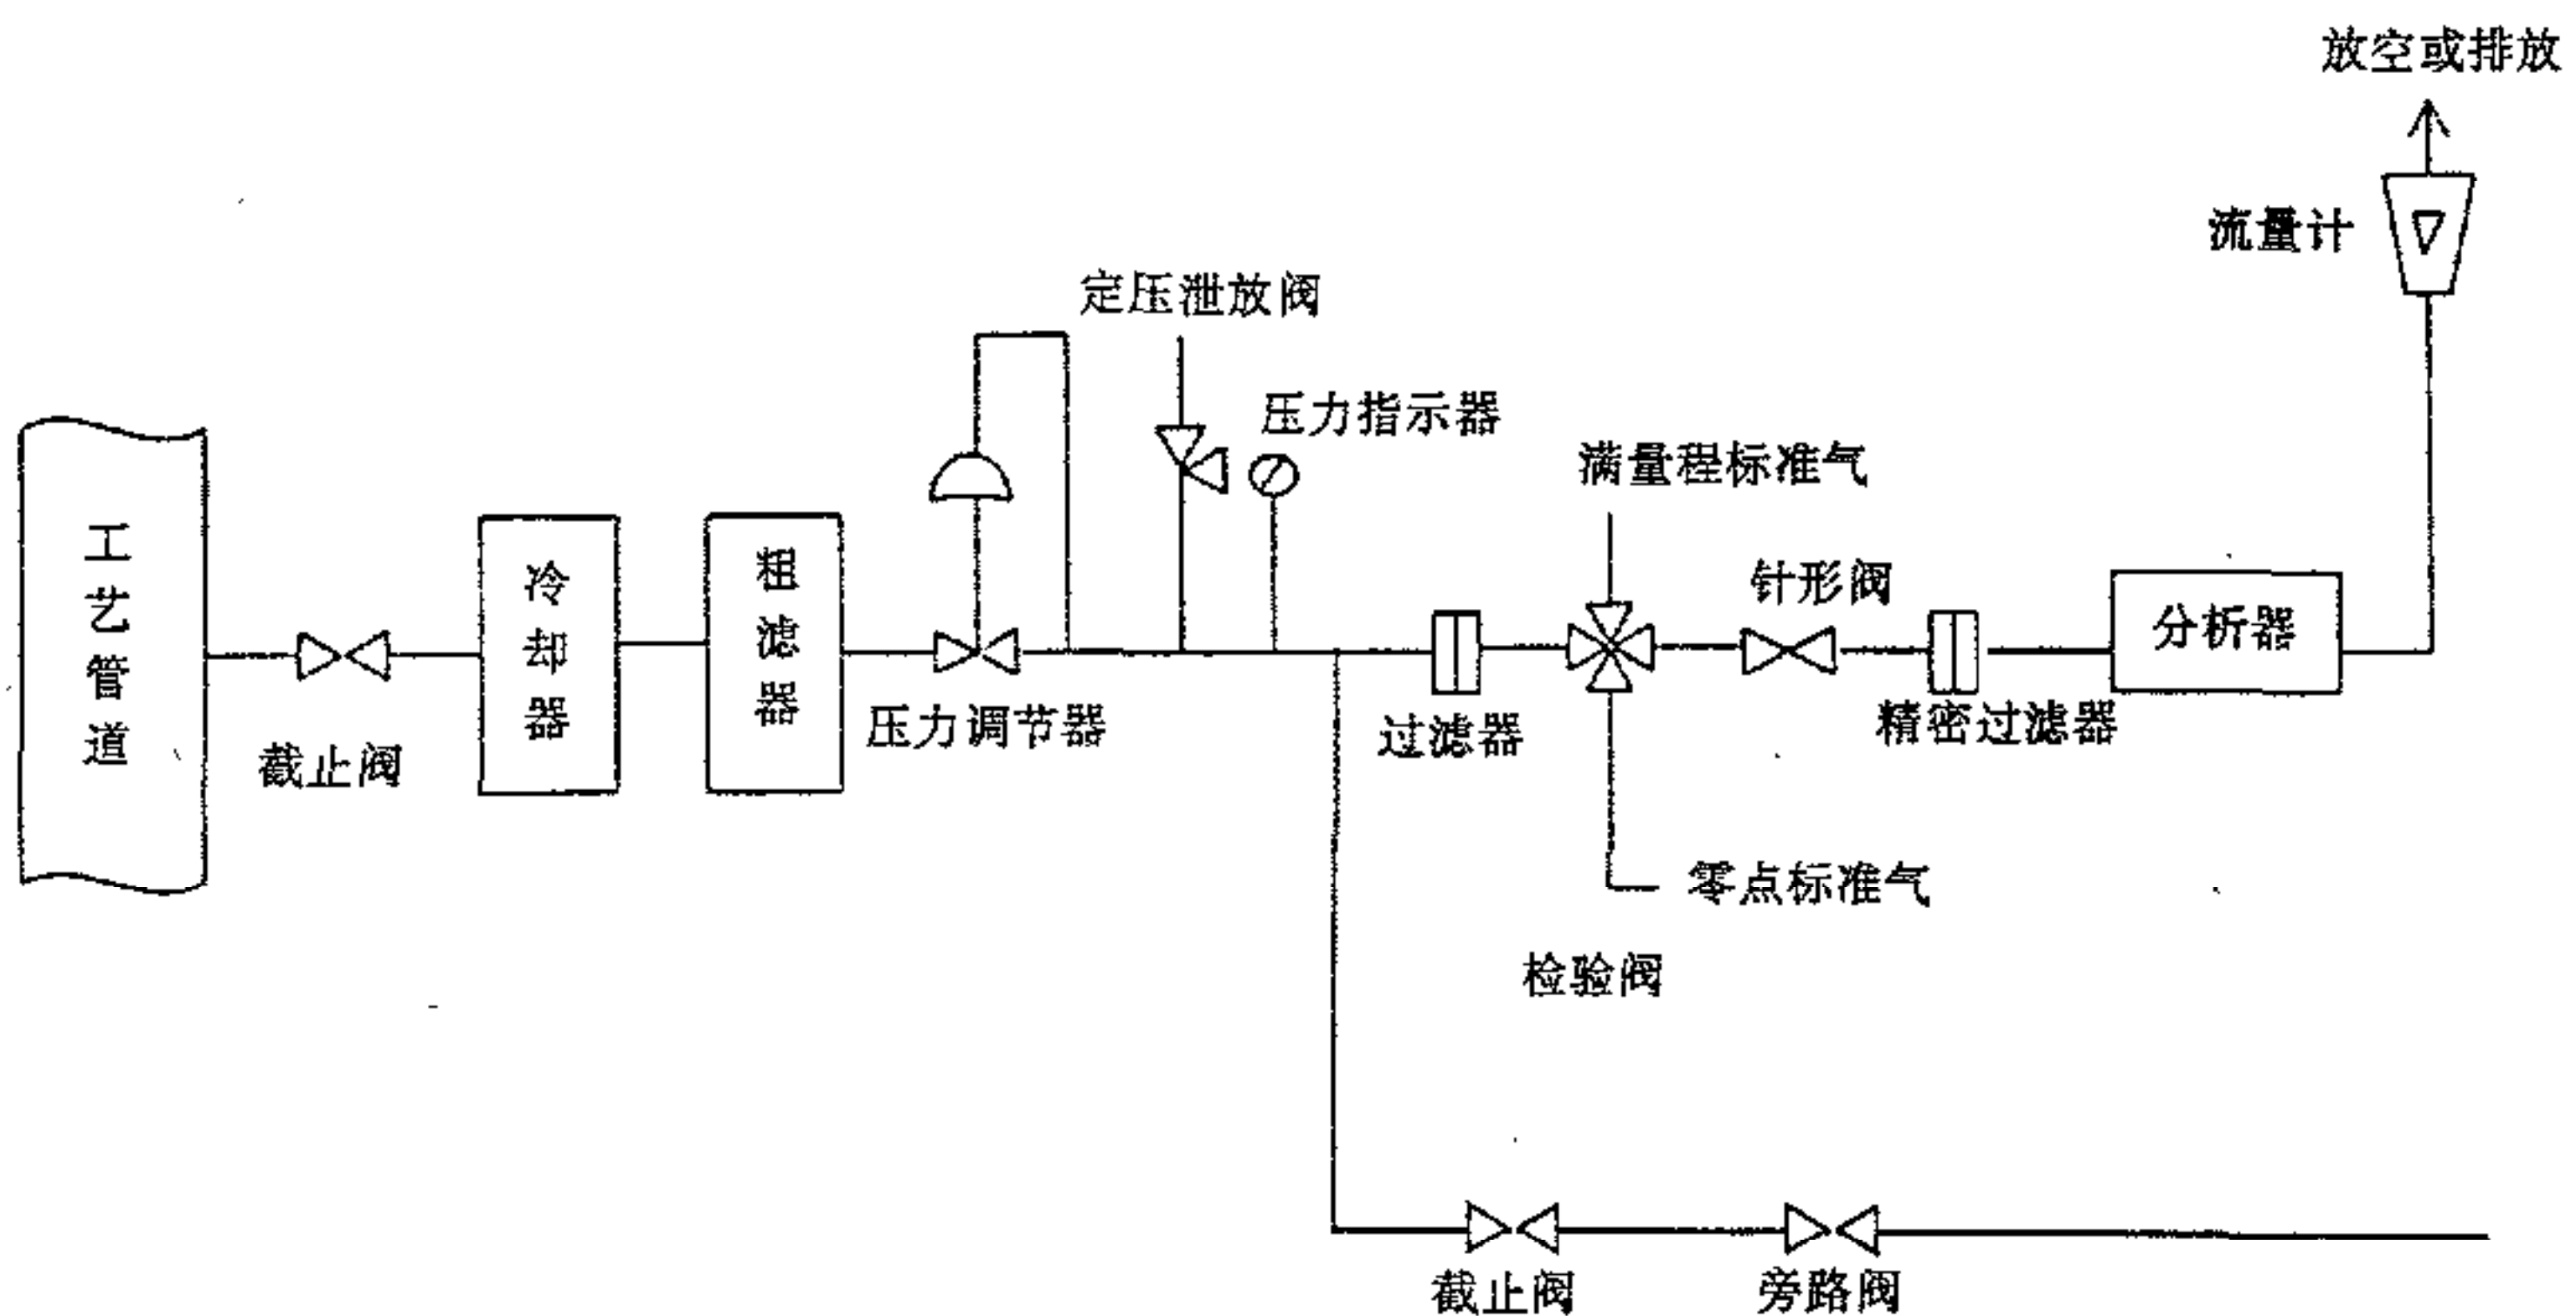 放空或排放
流量计
定压泄放阀
压力指示器
满量程标准气
工艺管道
冷却器
粗滤器
针形阀
分析器
截止阀
压力调节器
过滤器
精密过滤器
零点标准气
检验阀
截止阀
旁路阀